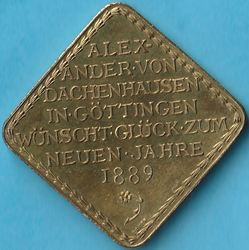 ALEX-
ANDER·VON
DACHENHAUSEN
IN·GÖTTINGEN
WÜNSCHT·GLÜCK·ZUM
NEUEN·JAHRE
1889